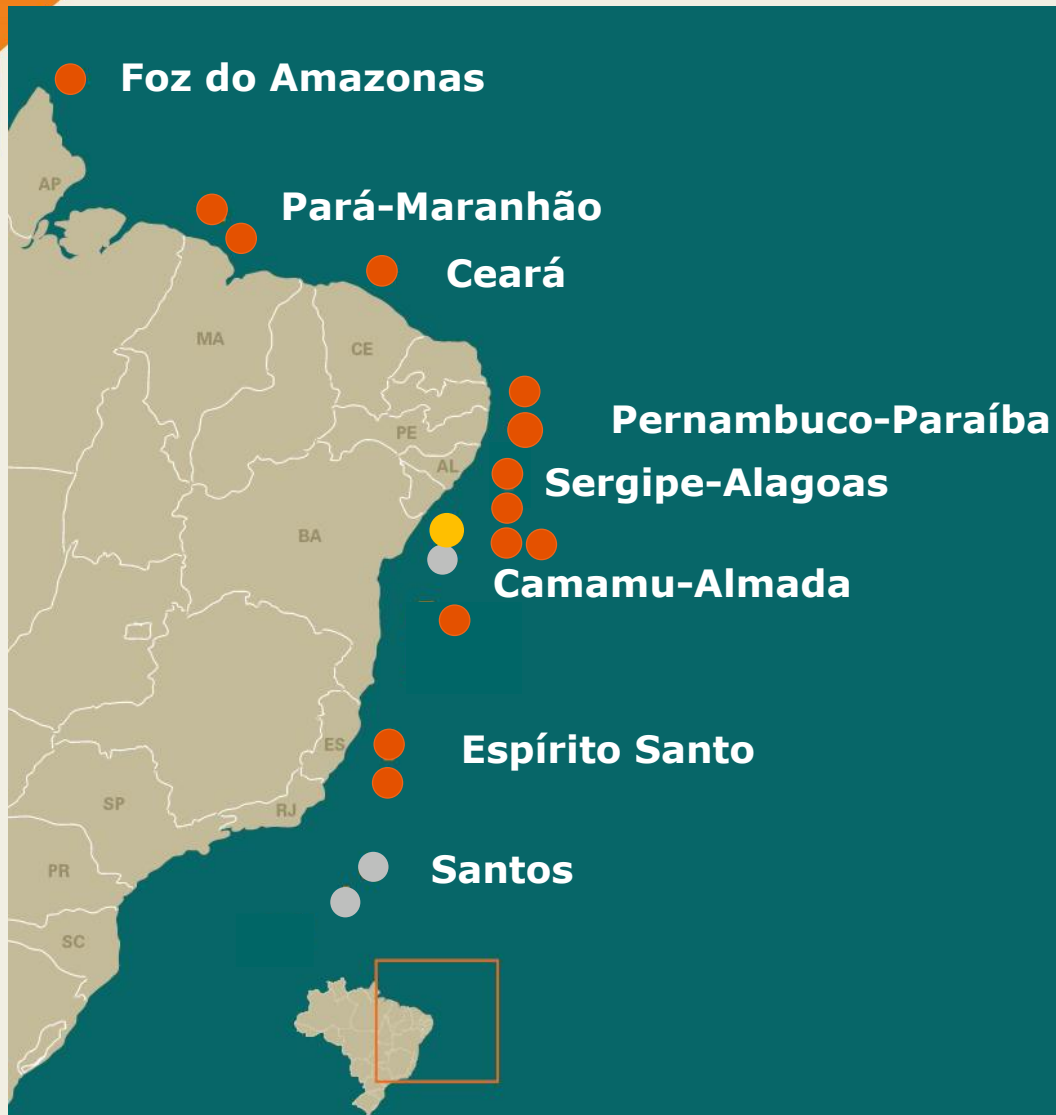 Foz do Amazonas
AP
Pará-Maranhão
Ceará
MA
CE
Pernambuco-Paraíba
PE
AL
Sergipe-Alagoas
BA
Camamu-Almada
ES
Espírito Santo
SP
RJ
Santos
PR
SC